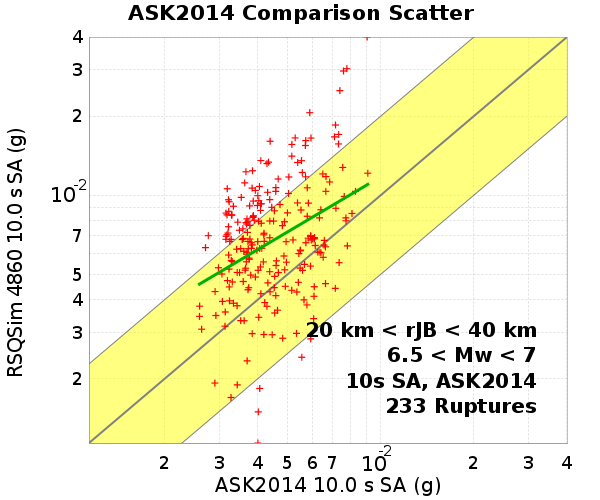 ASK2014 Comparison Scatter
4
3
2
10-2
7
5
4
3
2
RSQSim 4860 10.0 s SA (g)
20 km < rJB < 40 km
6.5 < Mw < 7
10s SA, ASK2014
233 Ruptures
2 3 4 5 6 7 10-2 2 3 4
ASK2014 10.0 s SA (g)